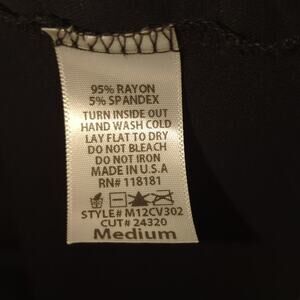 95% RAYON
5% SPANDEX
TURN INSIDE OUT
HAND WASH COLD
LAY FLAT TO DRY
DO NOT BLEACH
DO NOT IRON
MADE IN U.S.A
RN# 118181
STYLE# M12CV302
CUT# 24320
Medium